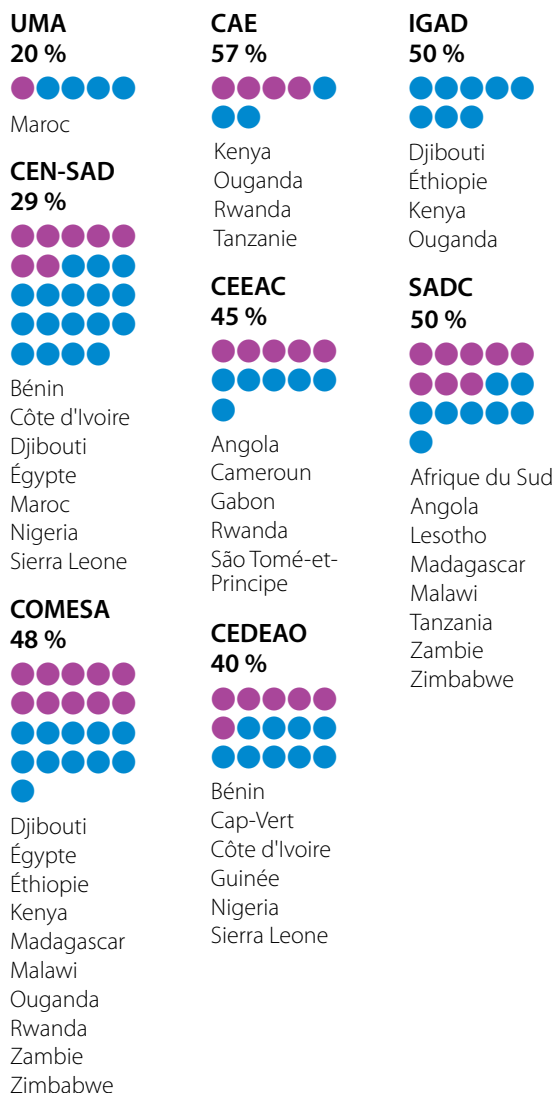 UMA
20 %
Maroc
CEN-SAD
29 %
Bénin
Côte d'Ivoire
Djibouti
Égypte
Maroc
Nigeria
Sierra Leone
COMESA
48 %
Djibouti
Égypte
Éthiopie
Kenya
Madagascar
Malawi
Ouganda
Rwanda
Zambie
Zimbabwe
CAE
57 %
Kenya
Ouganda
Rwanda
Tanzanie
CEEAC
45 %
Angola
Cameroun
Gabon
Rwanda
São Tomé-et-
Principe
CEDEAO
40 %
Bénin
Cap-Vert
Côte d'Ivoire
Guinée
Nigeria
Sierra Leone
IGAD
50 %
Djibouti
Éthiopie
Kenya
Ouganda
SADC
50 %
Afrique du Sud
Angola
Lesotho
Madagascar
Malawi
Tanzania
Zambie
Zimbabwe